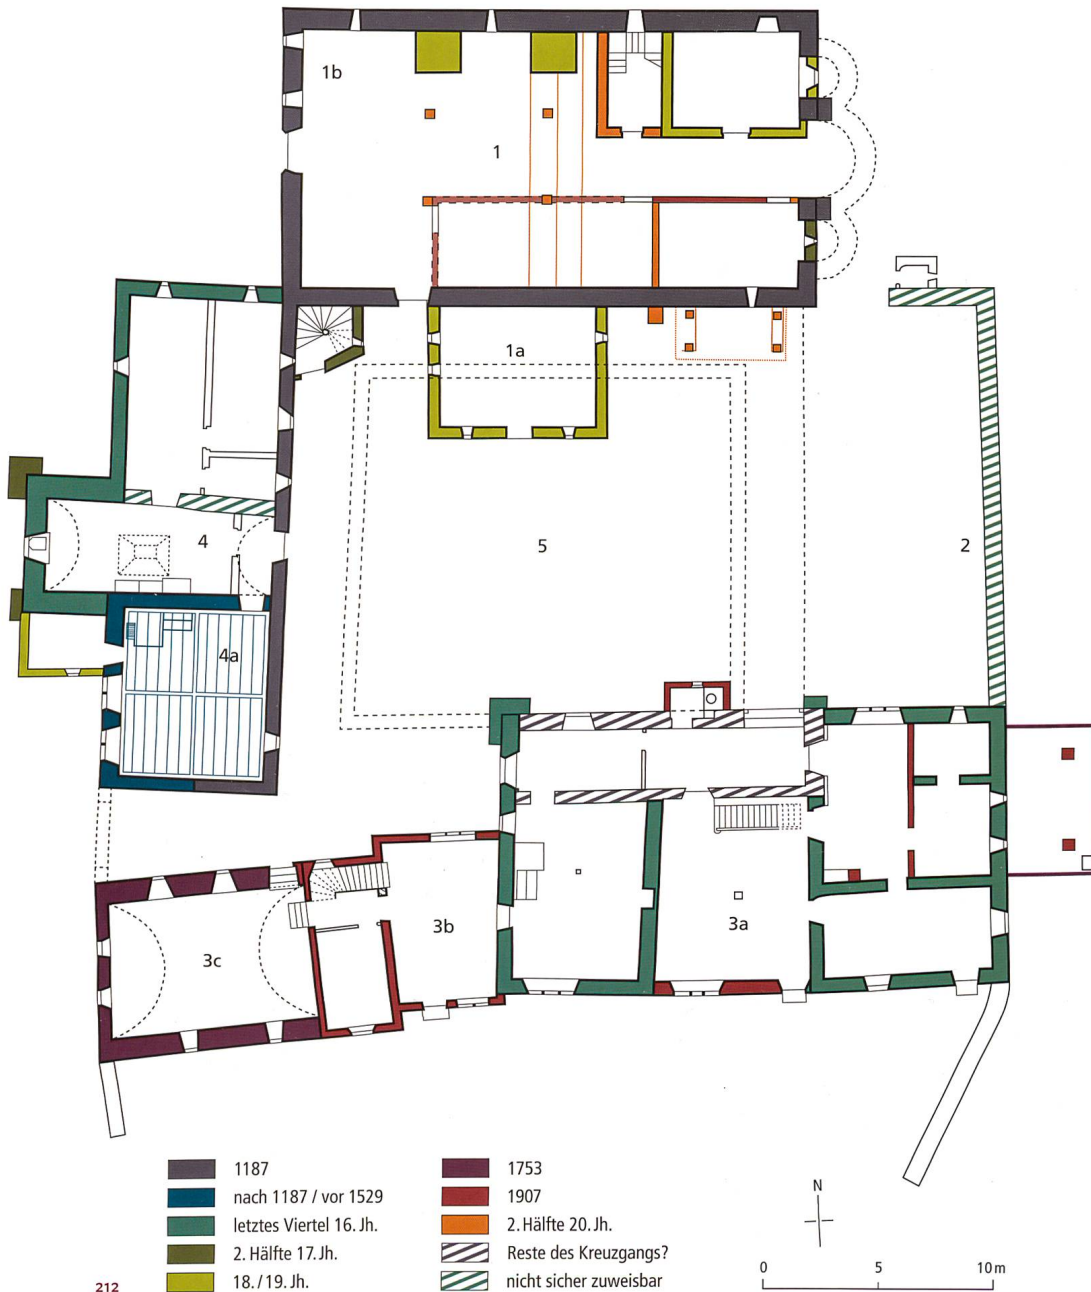 1b
1
1a
5
2
4
4a
3b
3a
3c
1187
nach 1187 / vor 1529
letztes Viertel 16. Jh.
2. Hälfte 17. Jh.
18. / 19. Jh.
1753
1907
2. Hälfte 20. Jh.
Reste des Kreuzgangs?
nicht sicher zuweisbar
N
0 5 10 m
212